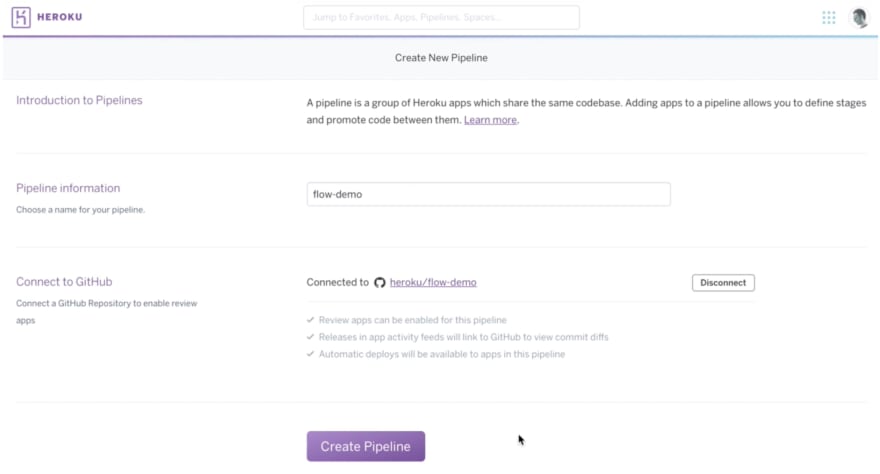 HEROKU
Jump to Favorites, Apps, Pipelines, Spaces...
Create New Pipeline
Introduction to Pipelines
A pipeline is a group of Heroku apps which share the same codebase. Adding apps to a pipeline allows you to define stages
and promote code between them. Learn more.
Pipeline information
Choose a name for your pipeline.
flow-demo
Connect to GitHub
Connect a GitHub Repository to enable review
apps
Connected to heroku/flow-demo
Disconnect
Review apps can be enabled for this pipeline
Releases in app activity feeds will link to GitHub to view commit diffs
Automatic deploys will be available to apps in this pipeline
Create Pipeline